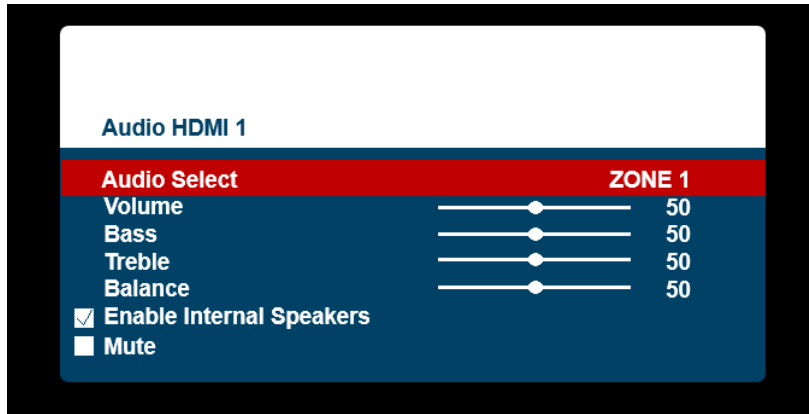 Audio HDMI 1
Audio Select ZONE 1
Volume 50
Bass 50
Treble 50
Balance 50
Enable Internal Speakers
Mute